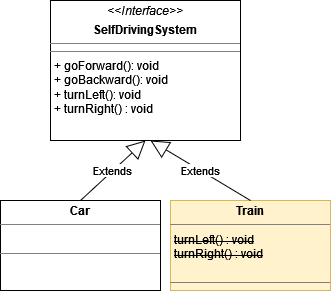 <<Interface>>
SelfDrivingSystem
+ goForward(): void
+ goBackward(): void
+ turnLeft(): void
+ turnRight() : void
Extends
Extends
Car
Train
turnLeft() : void
turnRight() : void